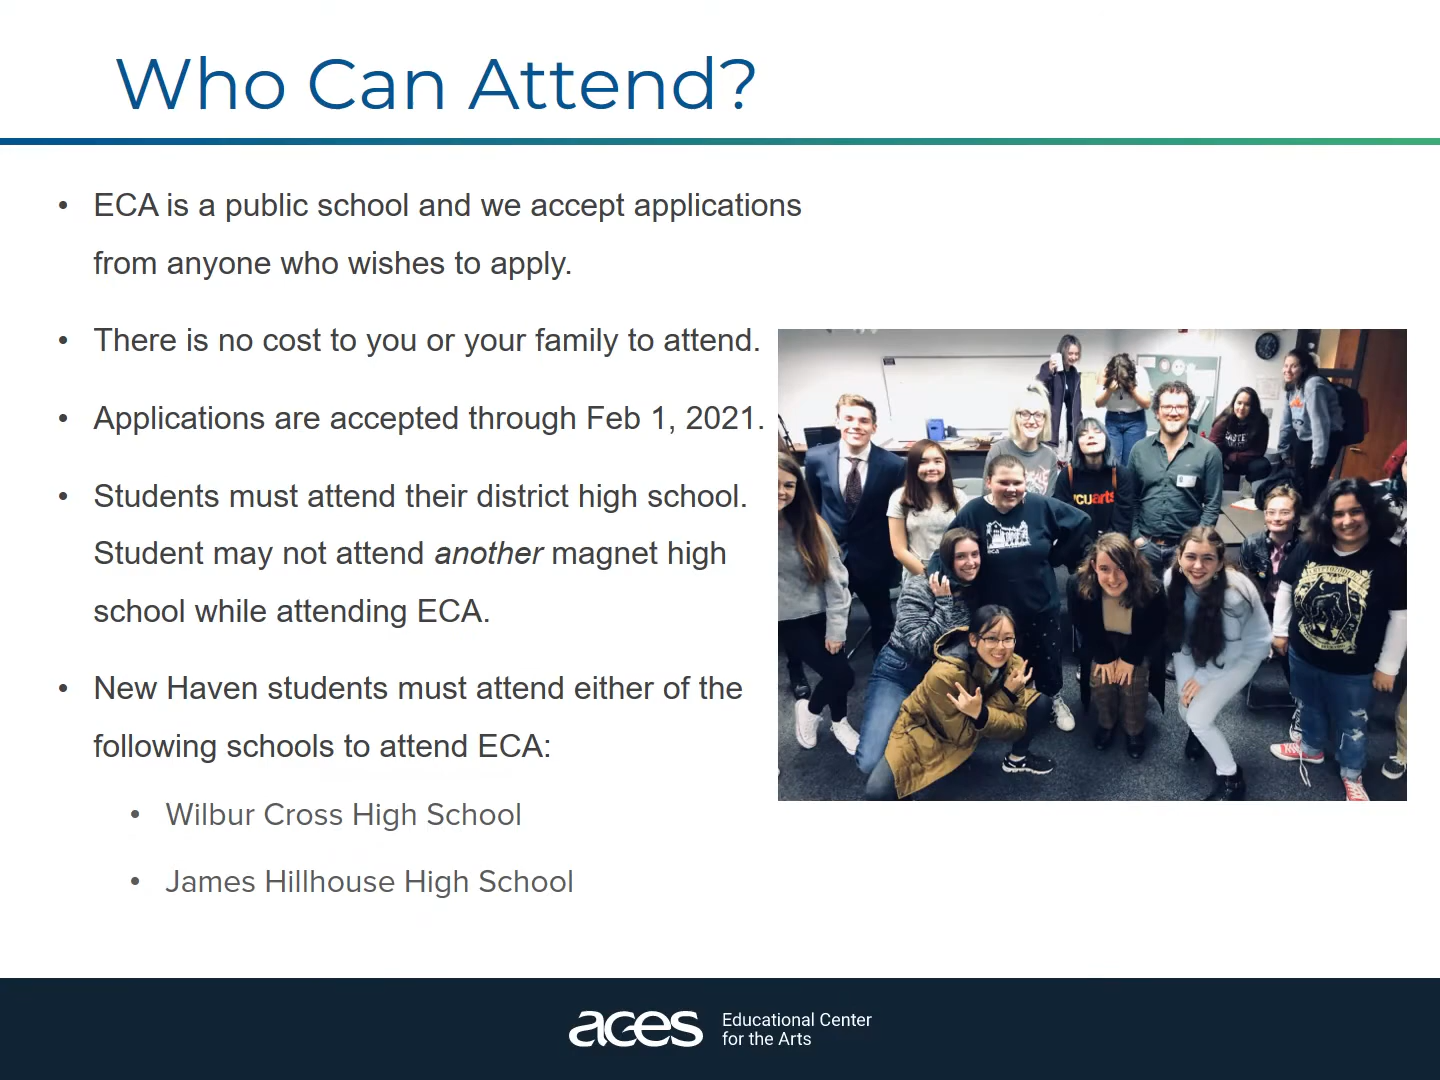 Who Can Attend?
• ECA is a public school and we accept applications
from anyone who wishes to apply.
• There is no cost to you or your family to attend.
• Applications are accepted through Feb 1, 2021.
• Students must attend their district high school.
Student may not attend another magnet high
school while attending ECA.
• New Haven students must attend either of the
following schools to attend ECA:
• Wilbur Cross High School
• James Hillhouse High School
vcuarts
eca
aces Educational Center
for the Arts